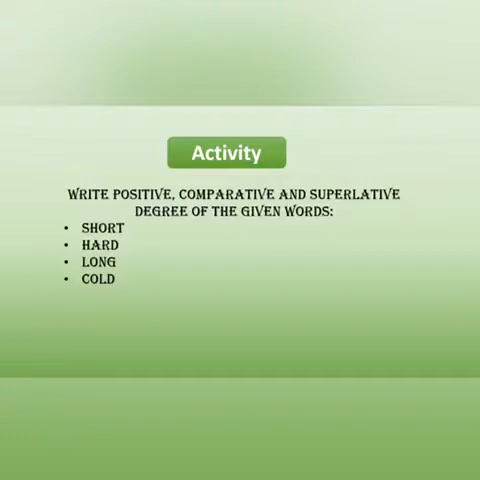 Activity
WRITE POSITIVE, COMPARATIVE AND SUPERLATIVE
DEGREE OF THE GIVEN WORDS:
• SHORT
• HARD
• LONG
• COLD